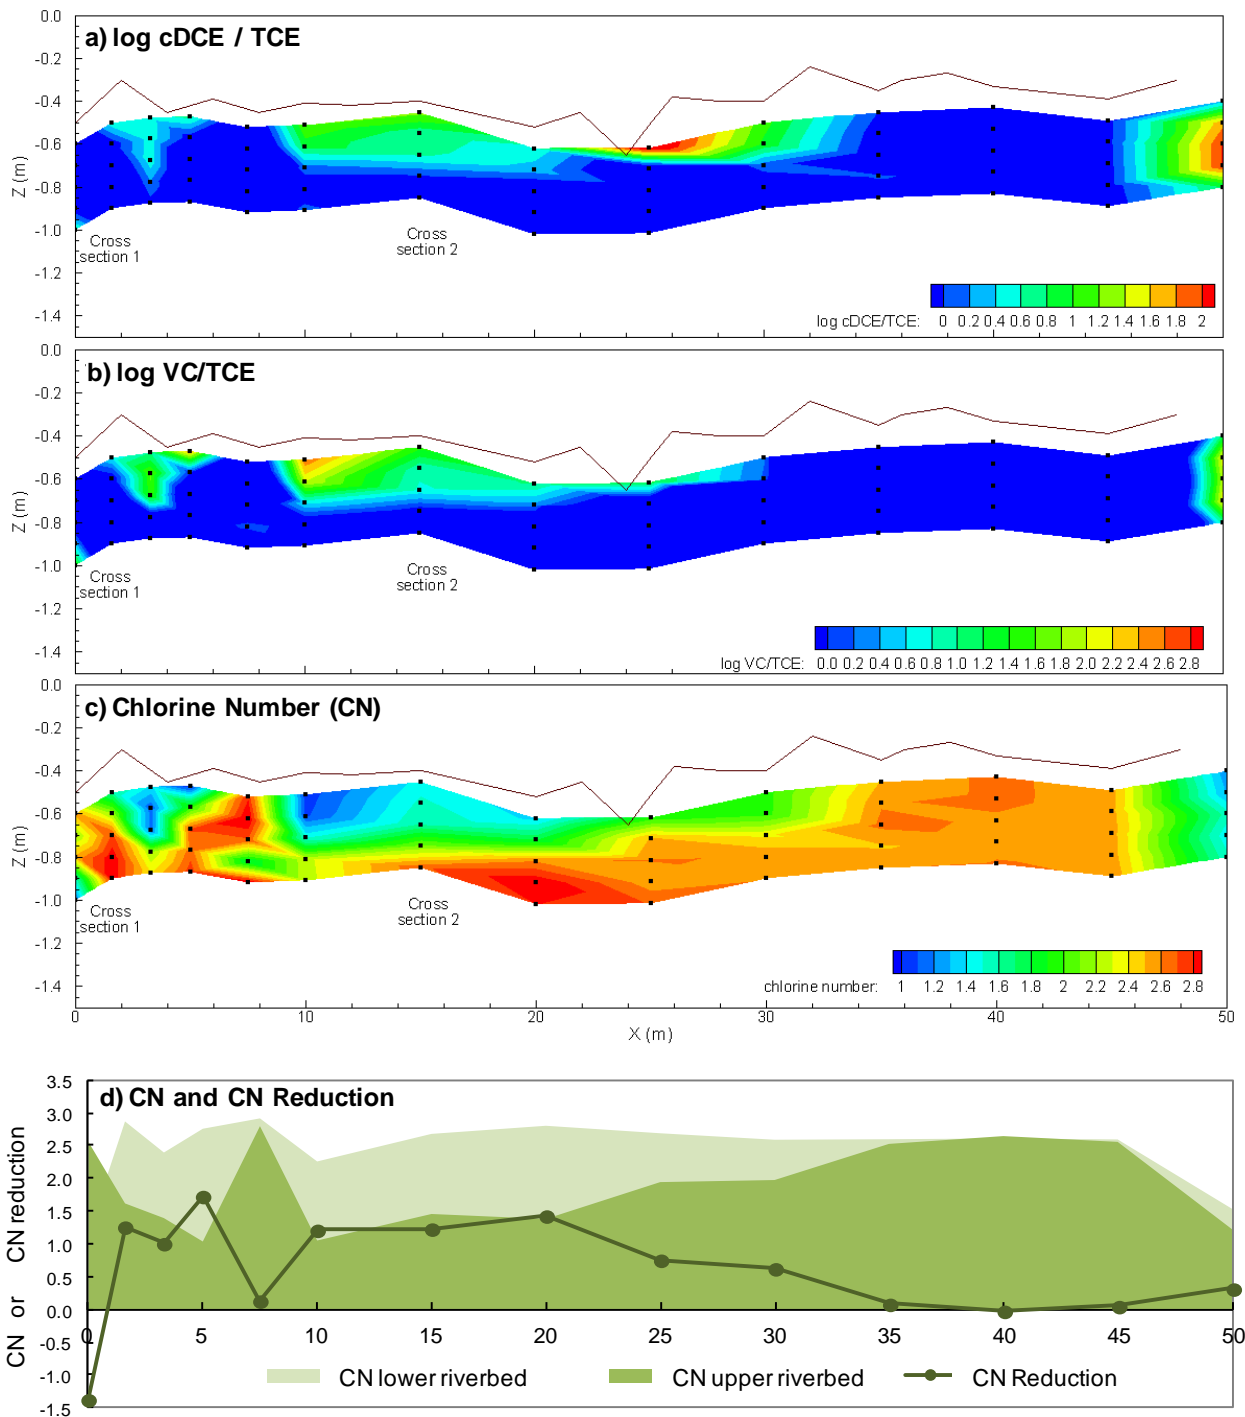 a) log cDCE / TCE
0.0
-0.2
-0.4
-0.6
-0.8
-1.0
-1.2
-1.4
Z (m)
Cross
section 1
Cross
section 2
log cDCE/TCE: 0 0.2 0.4 0.6 0.8 1 1.2 1.4 1.6 1.8 2
b) log VC/TCE
0.0
-0.2
-0.4
-0.6
-0.8
-1.0
-1.2
-1.4
Z (m)
Cross
section 1
Cross
section 2
log VC/TCE: 0.0 0.2 0.4 0.6 0.8 1.0 1.2 1.4 1.6 1.8 2.0 2.2 2.4 2.6 2.8
c) Chlorine Number (CN)
0.0
-0.2
-0.4
-0.6
-0.8
-1.0
-1.2
-1.4
Z (m)
Cross
section 1
Cross
section 2
chlorine number: 1 1.2 1.4 1.6 1.8 2 2.2 2.4 2.6 2.8
0 10 20 30 40 50
X (m)
d) CN and CN Reduction
3.5
3.0
2.5
2.0
1.5
1.0
0.5
0.0
-0.5
-1.0
-1.5
CN or CN reduction
0 5 10 15 20 25 30 35 40 45 50
CN lower riverbed CN upper riverbed CN Reduction